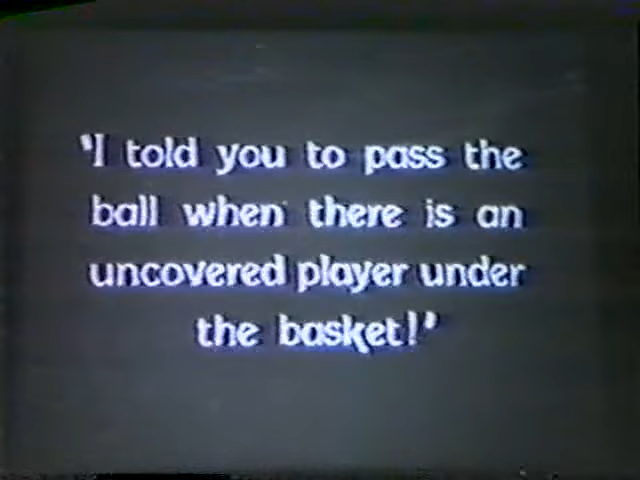 'I told you to pass the
ball when there is an
uncovered player under
the basket!'